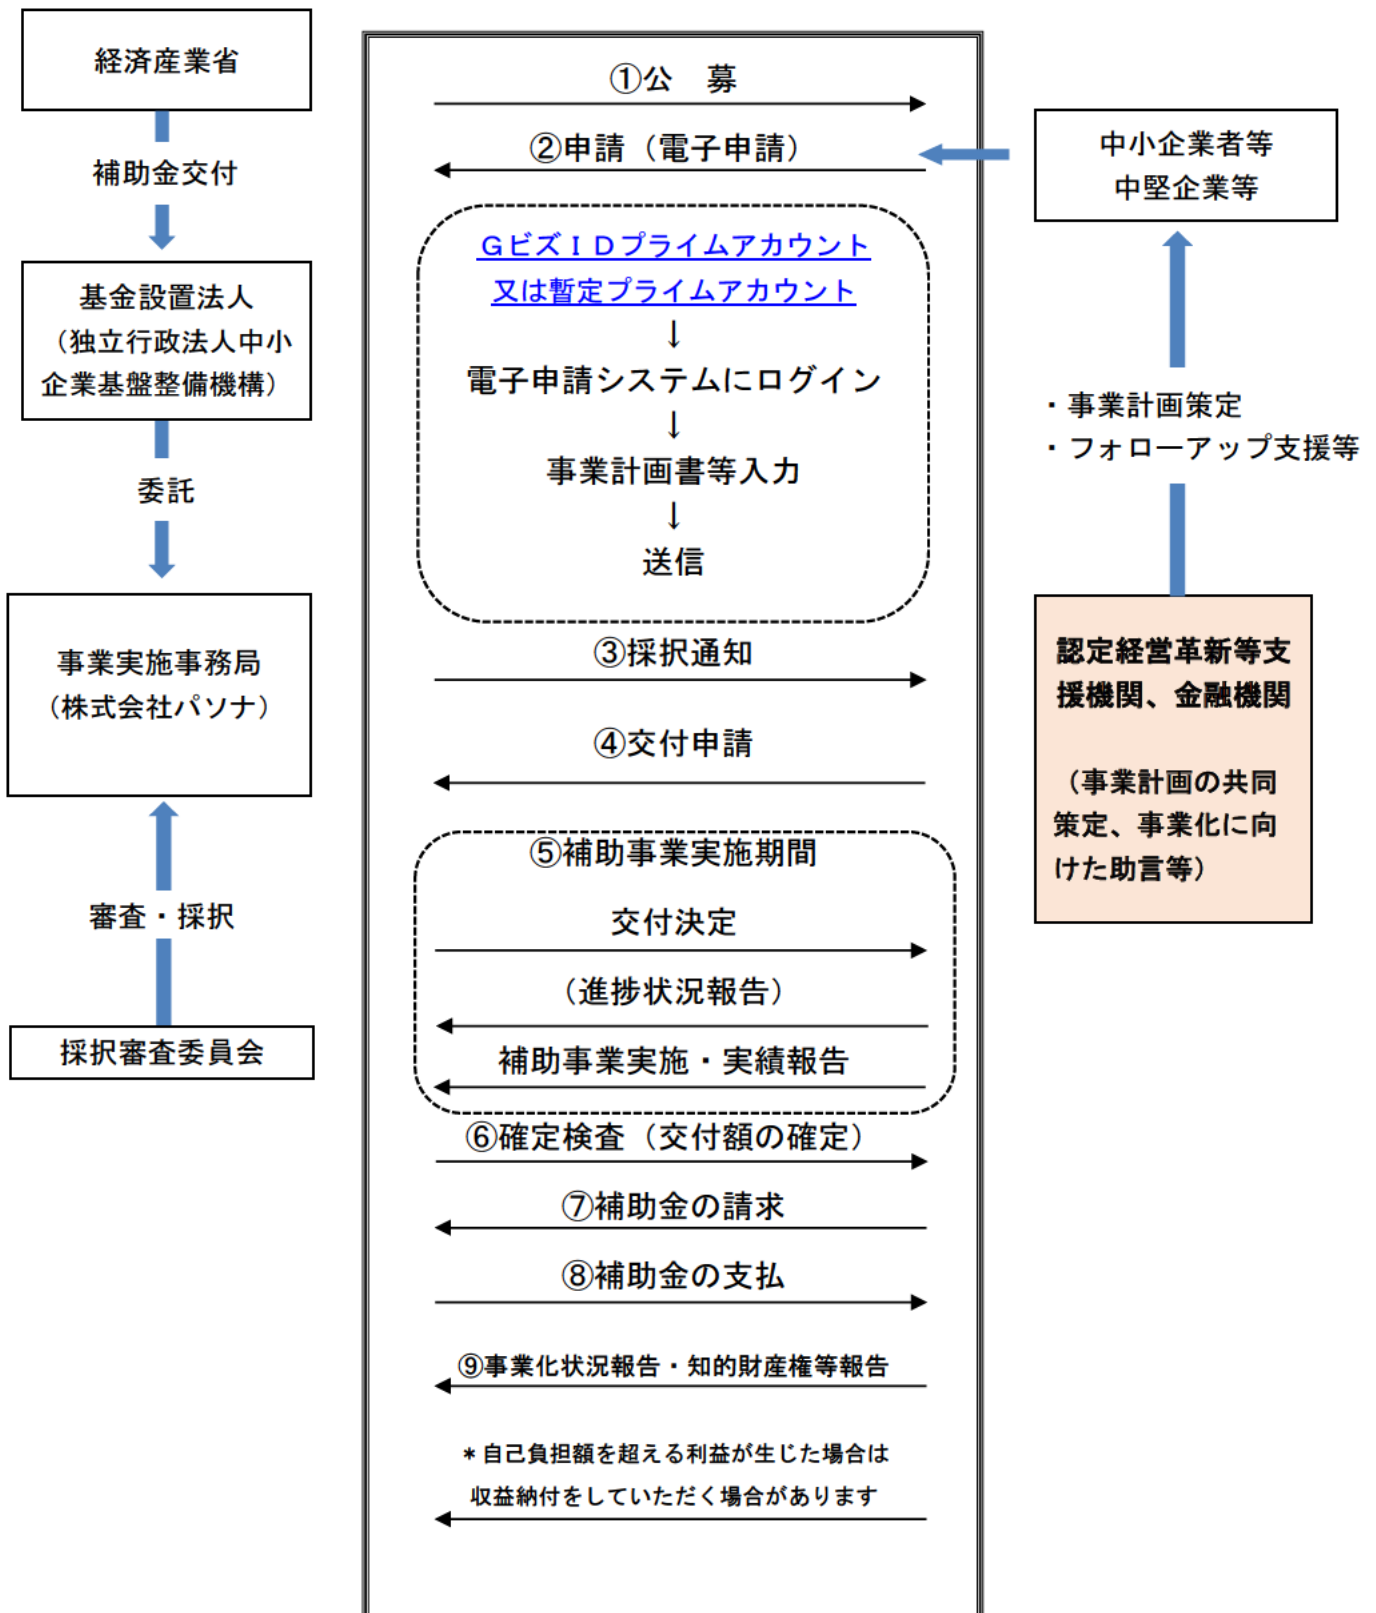 経済産業省
補助金交付
基金設置法人
（独立行政法人中小
企業基盤整備機構）
委託
事業実施事務局
（株式会社パソナ）
審査・採択
採択審査委員会
①公　募
②申請（電子申請）
ＧビズＩＤプライムアカウント
又は暫定プライムアカウント
↓
電子申請システムにログイン
↓
事業計画書等入力
↓
送信
③採択通知
④交付申請
⑤補助事業実施期間
交付決定
（進捗状況報告）
補助事業実施・実績報告
⑥確定検査（交付額の確定）
⑦補助金の請求
⑧補助金の支払
⑨事業化状況報告・知的財産権等報告
＊自己負担額を超える利益が生じた場合は
収益納付をしていただく場合があります
中小企業者等
中堅企業等
・事業計画策定
・フォローアップ支援等
認定経営革新等支
援機関、金融機関
（事業計画の共同
策定、事業化に向
けた助言等）